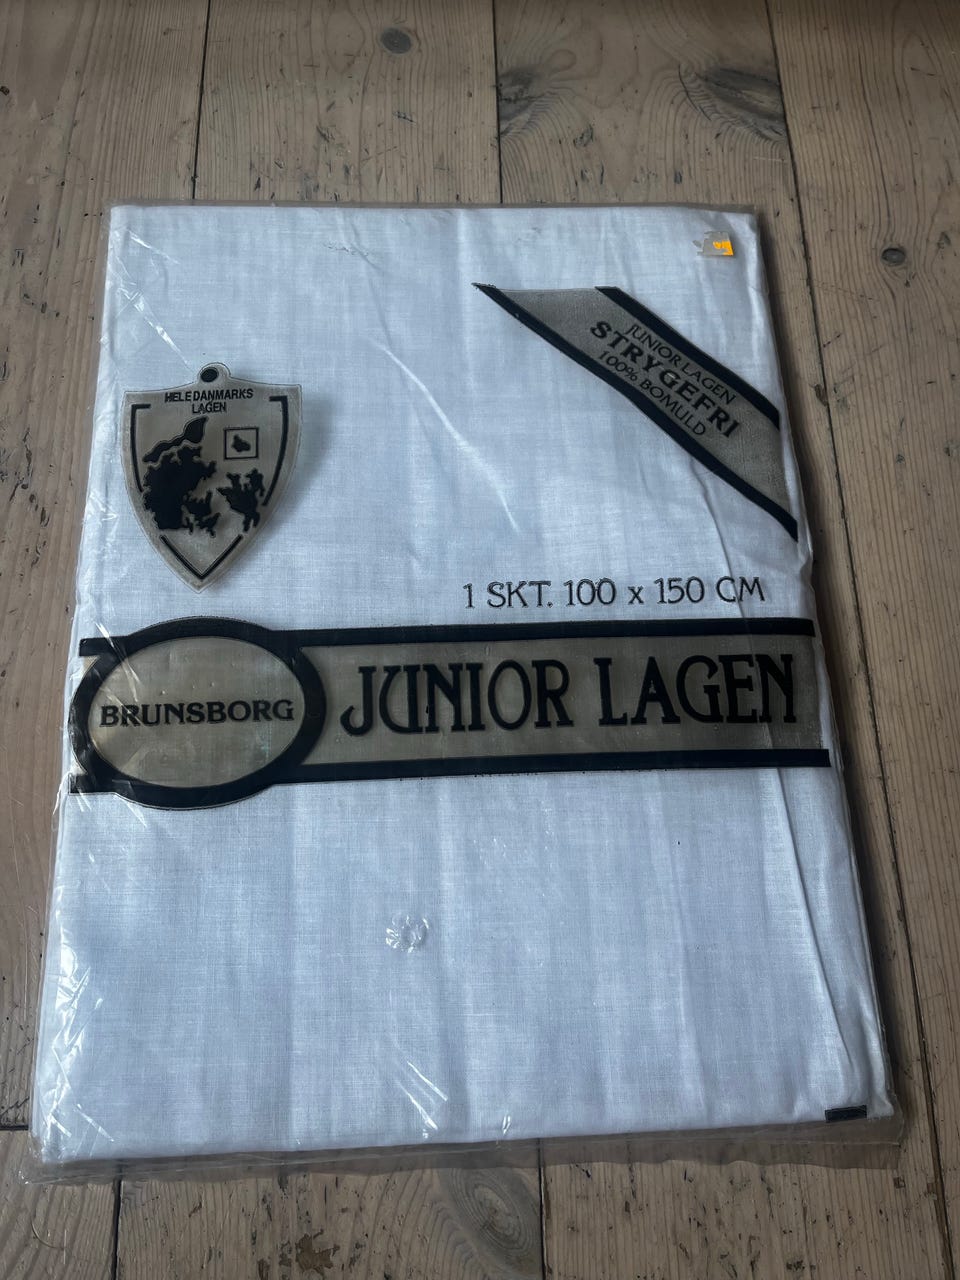 JUNIOR LAGEN
STRYGEFRI
100% BOMULD
HELE DANMARKS
LAGEN
1 SKT. 100 x 150 CM
BRUNSBORG
JUNIOR LAGEN